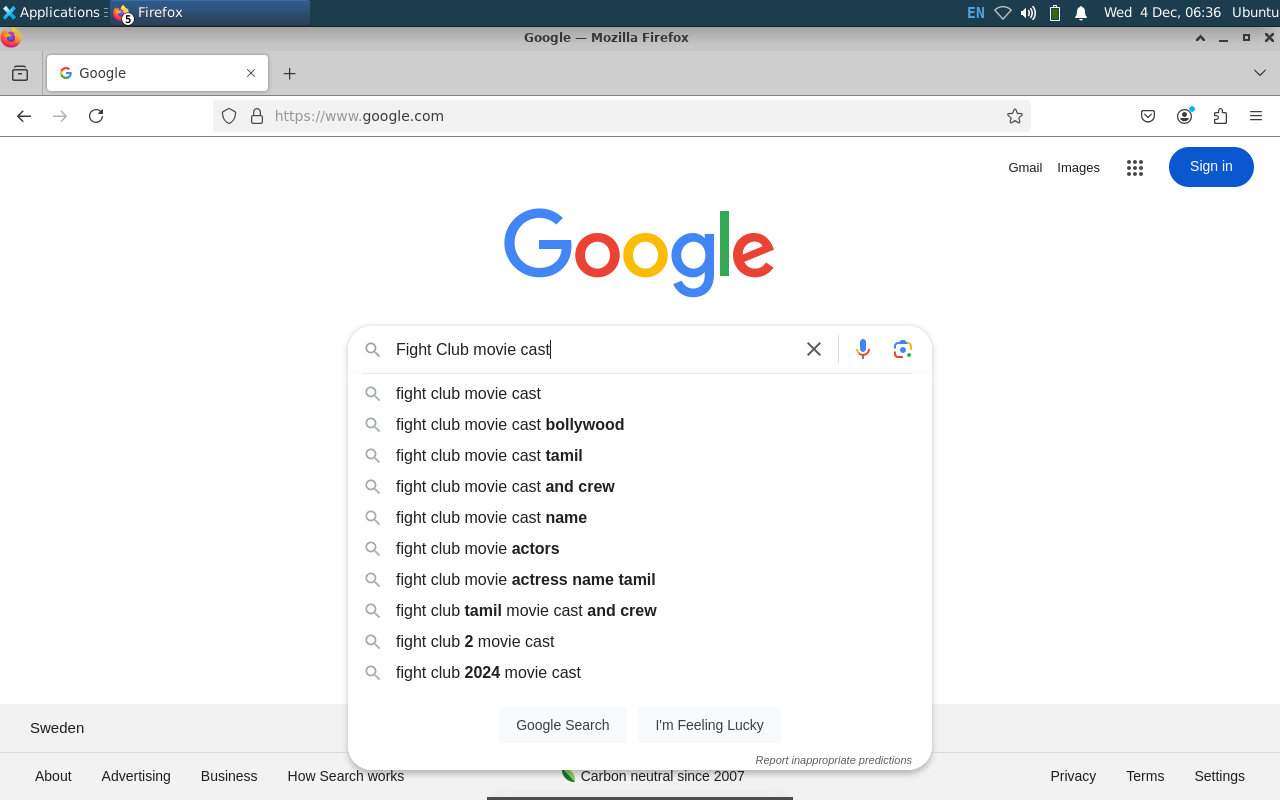 Applications
5
Firefox
EN
Wed 4 Dec, 06:36
Ubuntu
Google — Mozilla Firefox
Google
https://www.google.com
Gmail
Images
Sign in
Google
Fight Club movie cast
fight club movie cast
fight club movie cast bollywood
fight club movie cast tamil
fight club movie cast and crew
fight club movie cast name
fight club movie actors
fight club movie actress name tamil
fight club tamil movie cast and crew
fight club 2 movie cast
fight club 2024 movie cast
Google Search
I'm Feeling Lucky
Report inappropriate predictions
Sweden
About
Advertising
Business
How Search works
Carbon neutral since 2007
Privacy
Terms
Settings